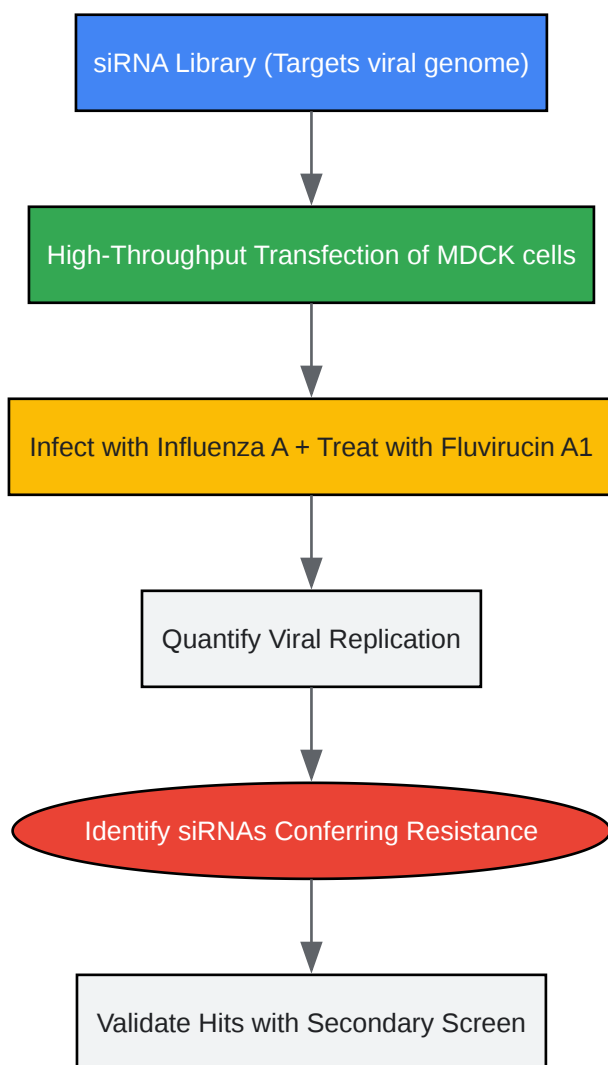 siRNA Library (Targets viral genome)
High-Throughput Transfection of MDCK cells
Infect with Influenza A + Treat with Fluvirucin A1
Quantify Viral Replication
Identify siRNAs Conferring Resistance
Validate Hits with Secondary Screen